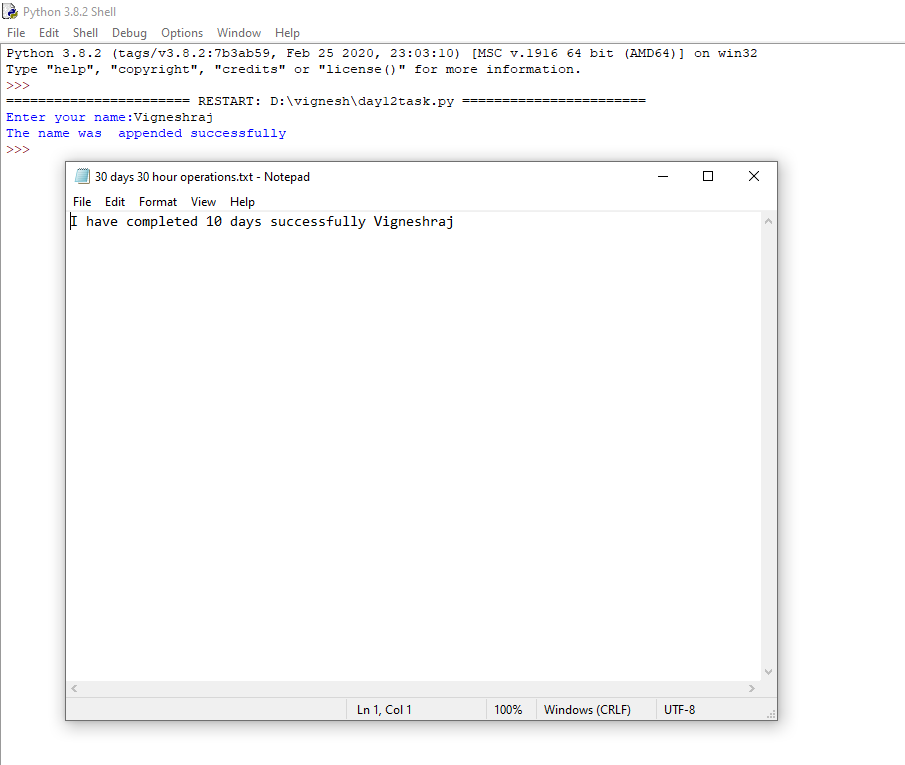 Python 3.8.2 Shell
File Edit Shell Debug Options Window Help
Python 3.8.2 (tags/v3.8.2:7b3ab59, Feb 25 2020, 23:03:10) [MSC v.1916 64 bit (AMD64)] on win32
Type "help", "copyright", "credits" or "license()" for more information.
>>>
======================= RESTART: D:\vignesh\day12task.py =======================
Enter your name:Vigneshraj
The name was  appended successfully
>>>
30 days 30 hour operations.txt - Notepad
File Edit Format View Help
I have completed 10 days successfully Vigneshraj
Ln 1, Col 1 100% Windows (CRLF) UTF-8